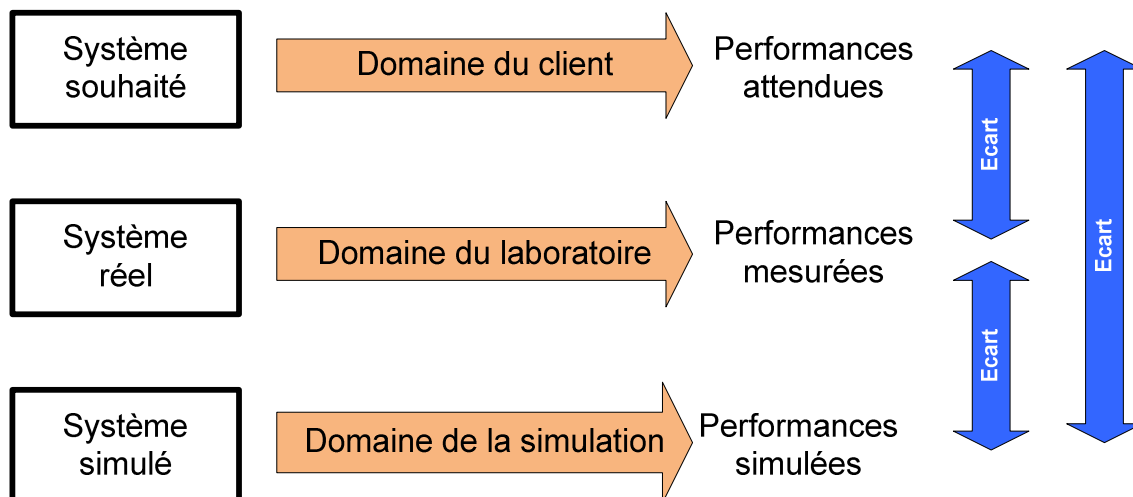 Système
souhaité
Domaine du client
Performances
attendues
Ecart
Ecart
Système
réel
Domaine du laboratoire
Performances
mesurées
Ecart
Système
simulé
Domaine de la simulation
Performances
simulées